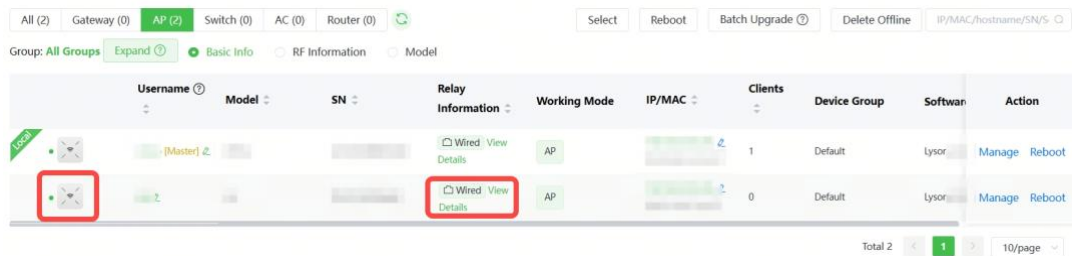 All (2) Gateway (0) AP (2) Switch (0) AC (0) Router (0) Select Reboot Batch Upgrade Delete Offline IP/MAC/hostname/SN/S
Group: All Groups Expand Basic Info RF Information Model
Username Model SN Relay Information Working Mode IP/MAC Clients Device Group Softwar Action
Local [Master] Wired View Details AP 1 Default Lysor Manage Reboot
Wired View Details AP 0 Default Lysor Manage Reboot
Total 2 1 10/page